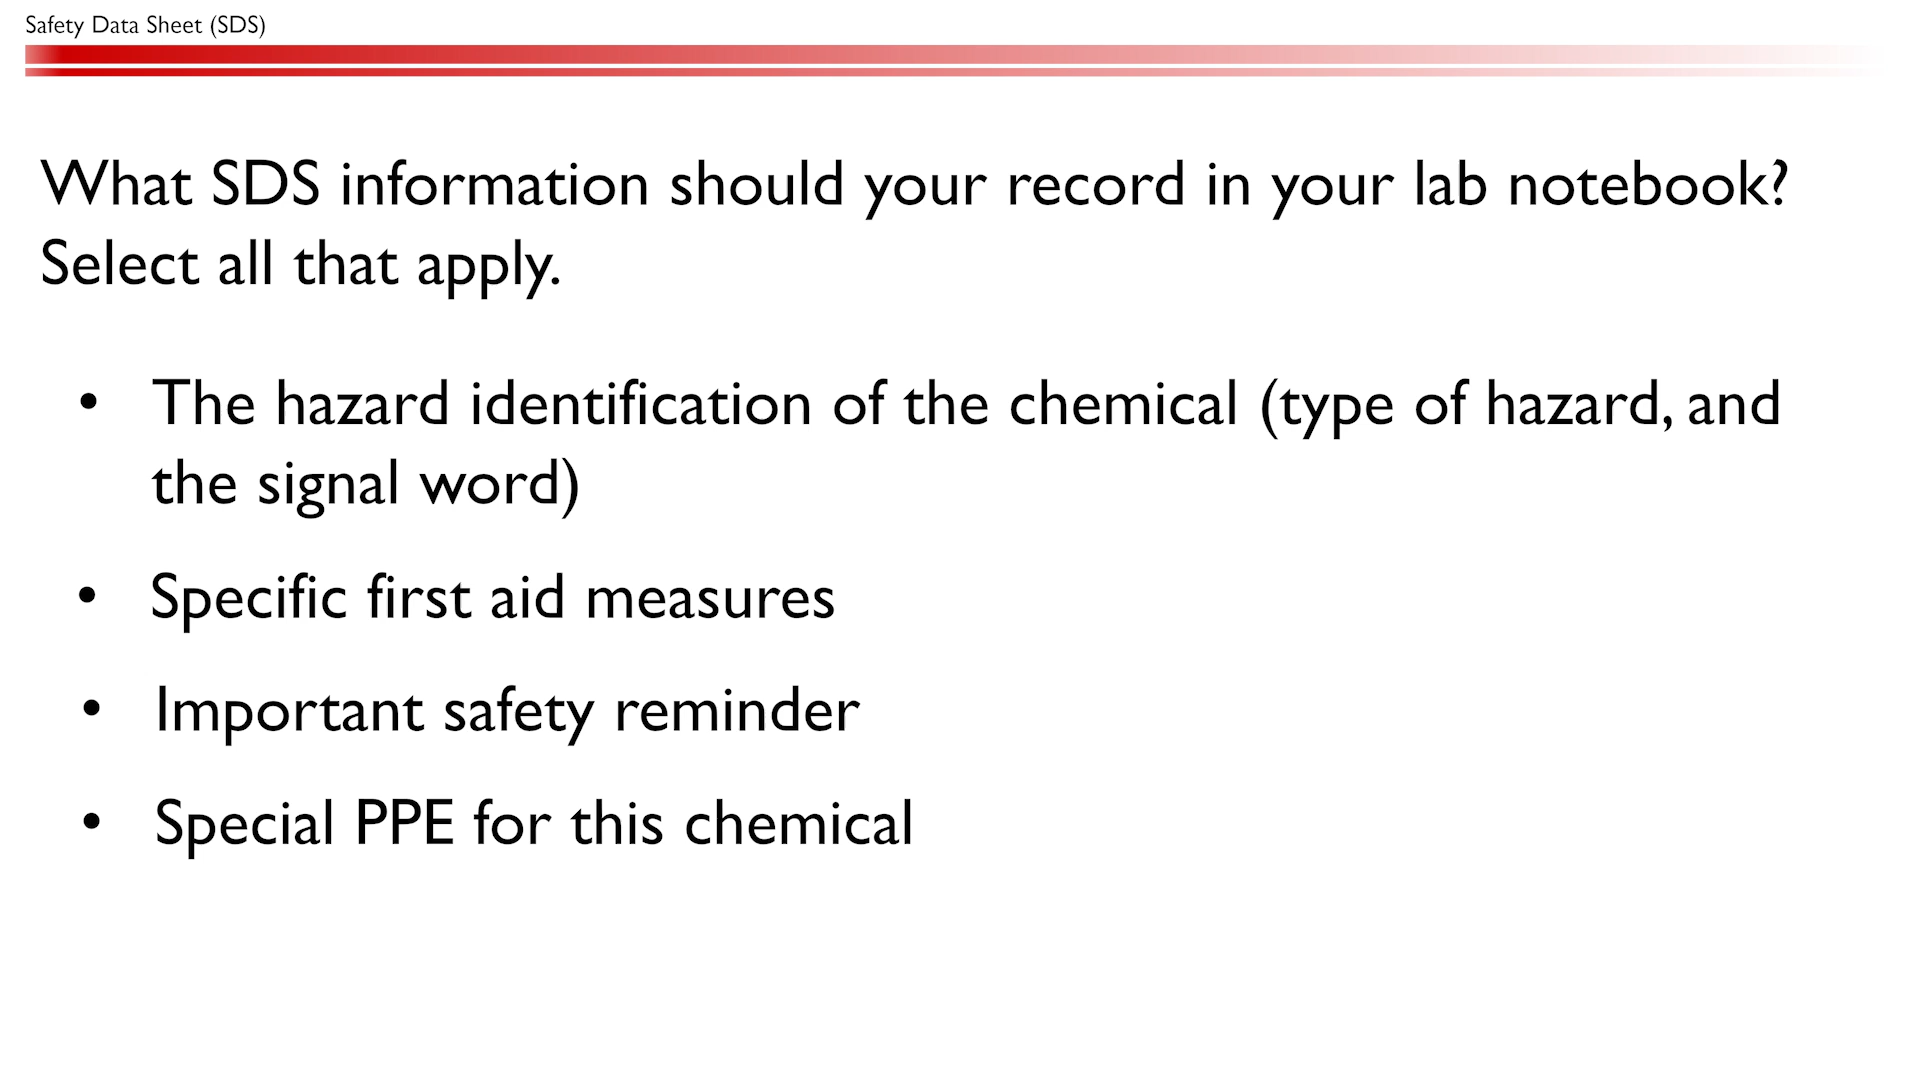 Safety Data Sheet (SDS)
What SDS information should your record in your lab notebook?
Select all that apply.
• The hazard identification of the chemical (type of hazard, and
the signal word)
• Specific first aid measures
• Important safety reminder
• Special PPE for this chemical